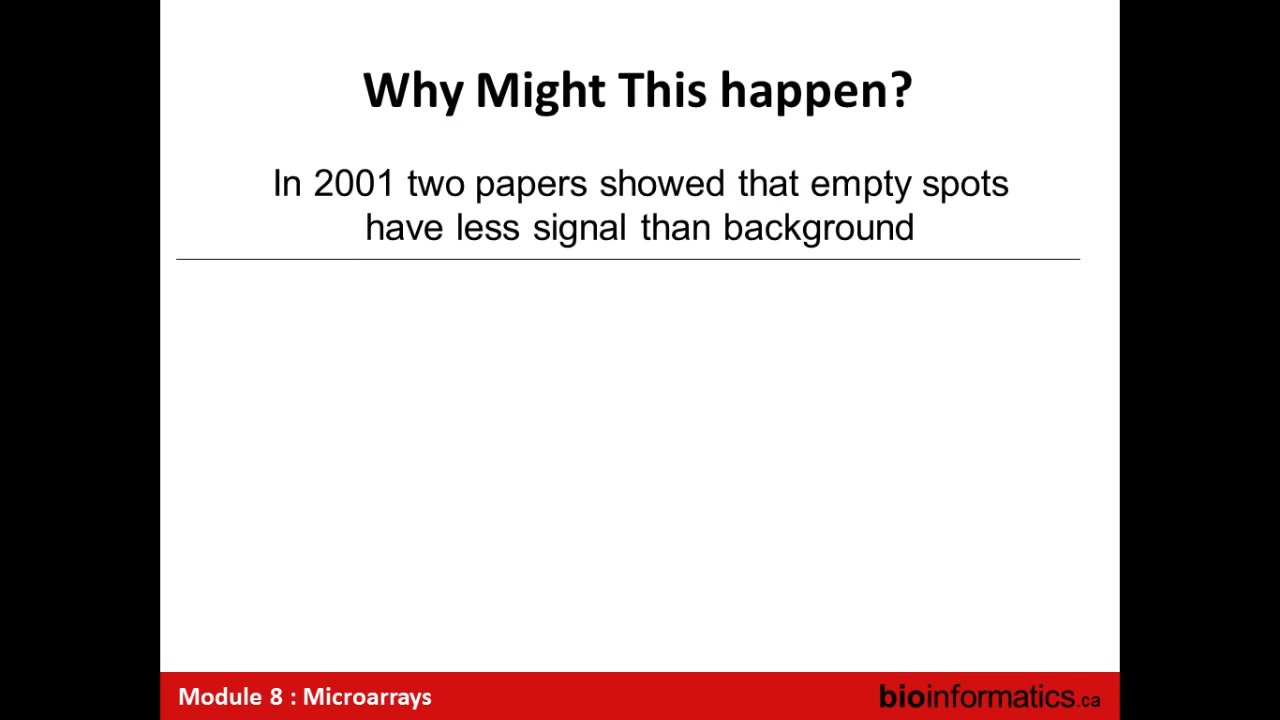 Why Might This happen?
In 2001 two papers showed that empty spots
have less signal than background
Module 8 : Microarrays
bioinformatics.ca